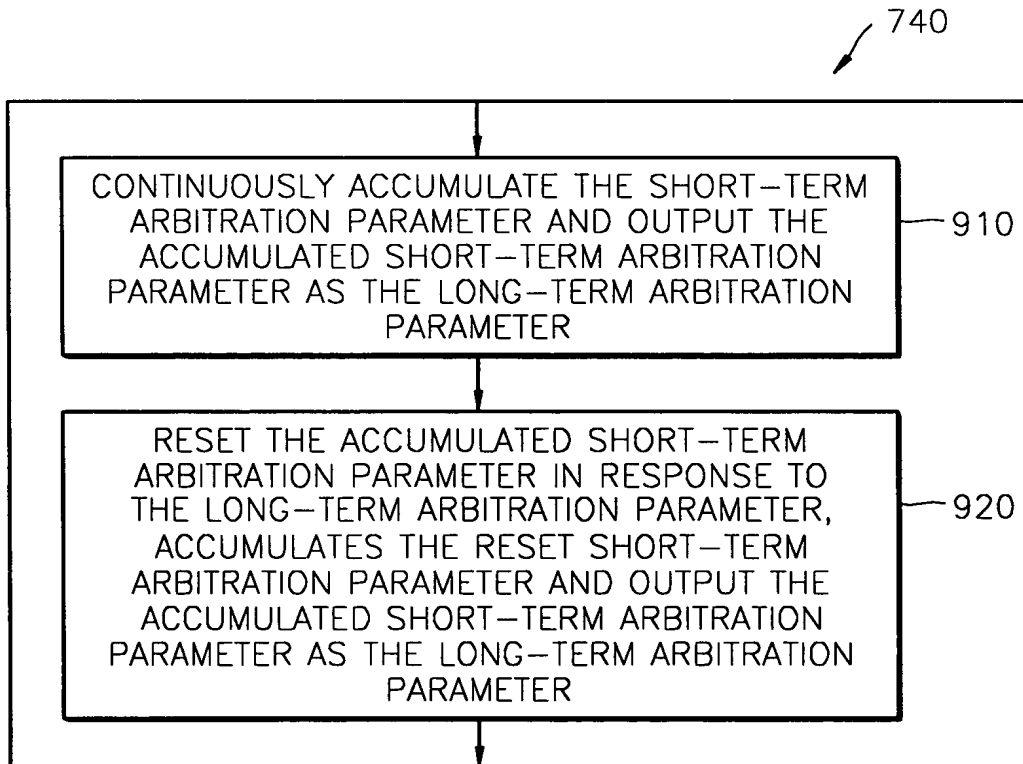 740
CONTINUOUSLY ACCUMULATE THE SHORT-TERM
ARBITRATION PARAMETER AND OUTPUT THE
ACCUMULATED SHORT-TERM ARBITRATION
PARAMETER AS THE LONG-TERM ARBITRATION
PARAMETER
910
RESET THE ACCUMULATED SHORT-TERM
ARBITRATION PARAMETER IN RESPONSE TO
THE LONG-TERM ARBITRATION PARAMETER,
ACCUMULATES THE RESET SHORT-TERM
ARBITRATION PARAMETER AND OUTPUT THE
ACCUMULATED SHORT-TERM ARBITRATION
PARAMETER AS THE LONG-TERM ARBITRATION
PARAMETER
920